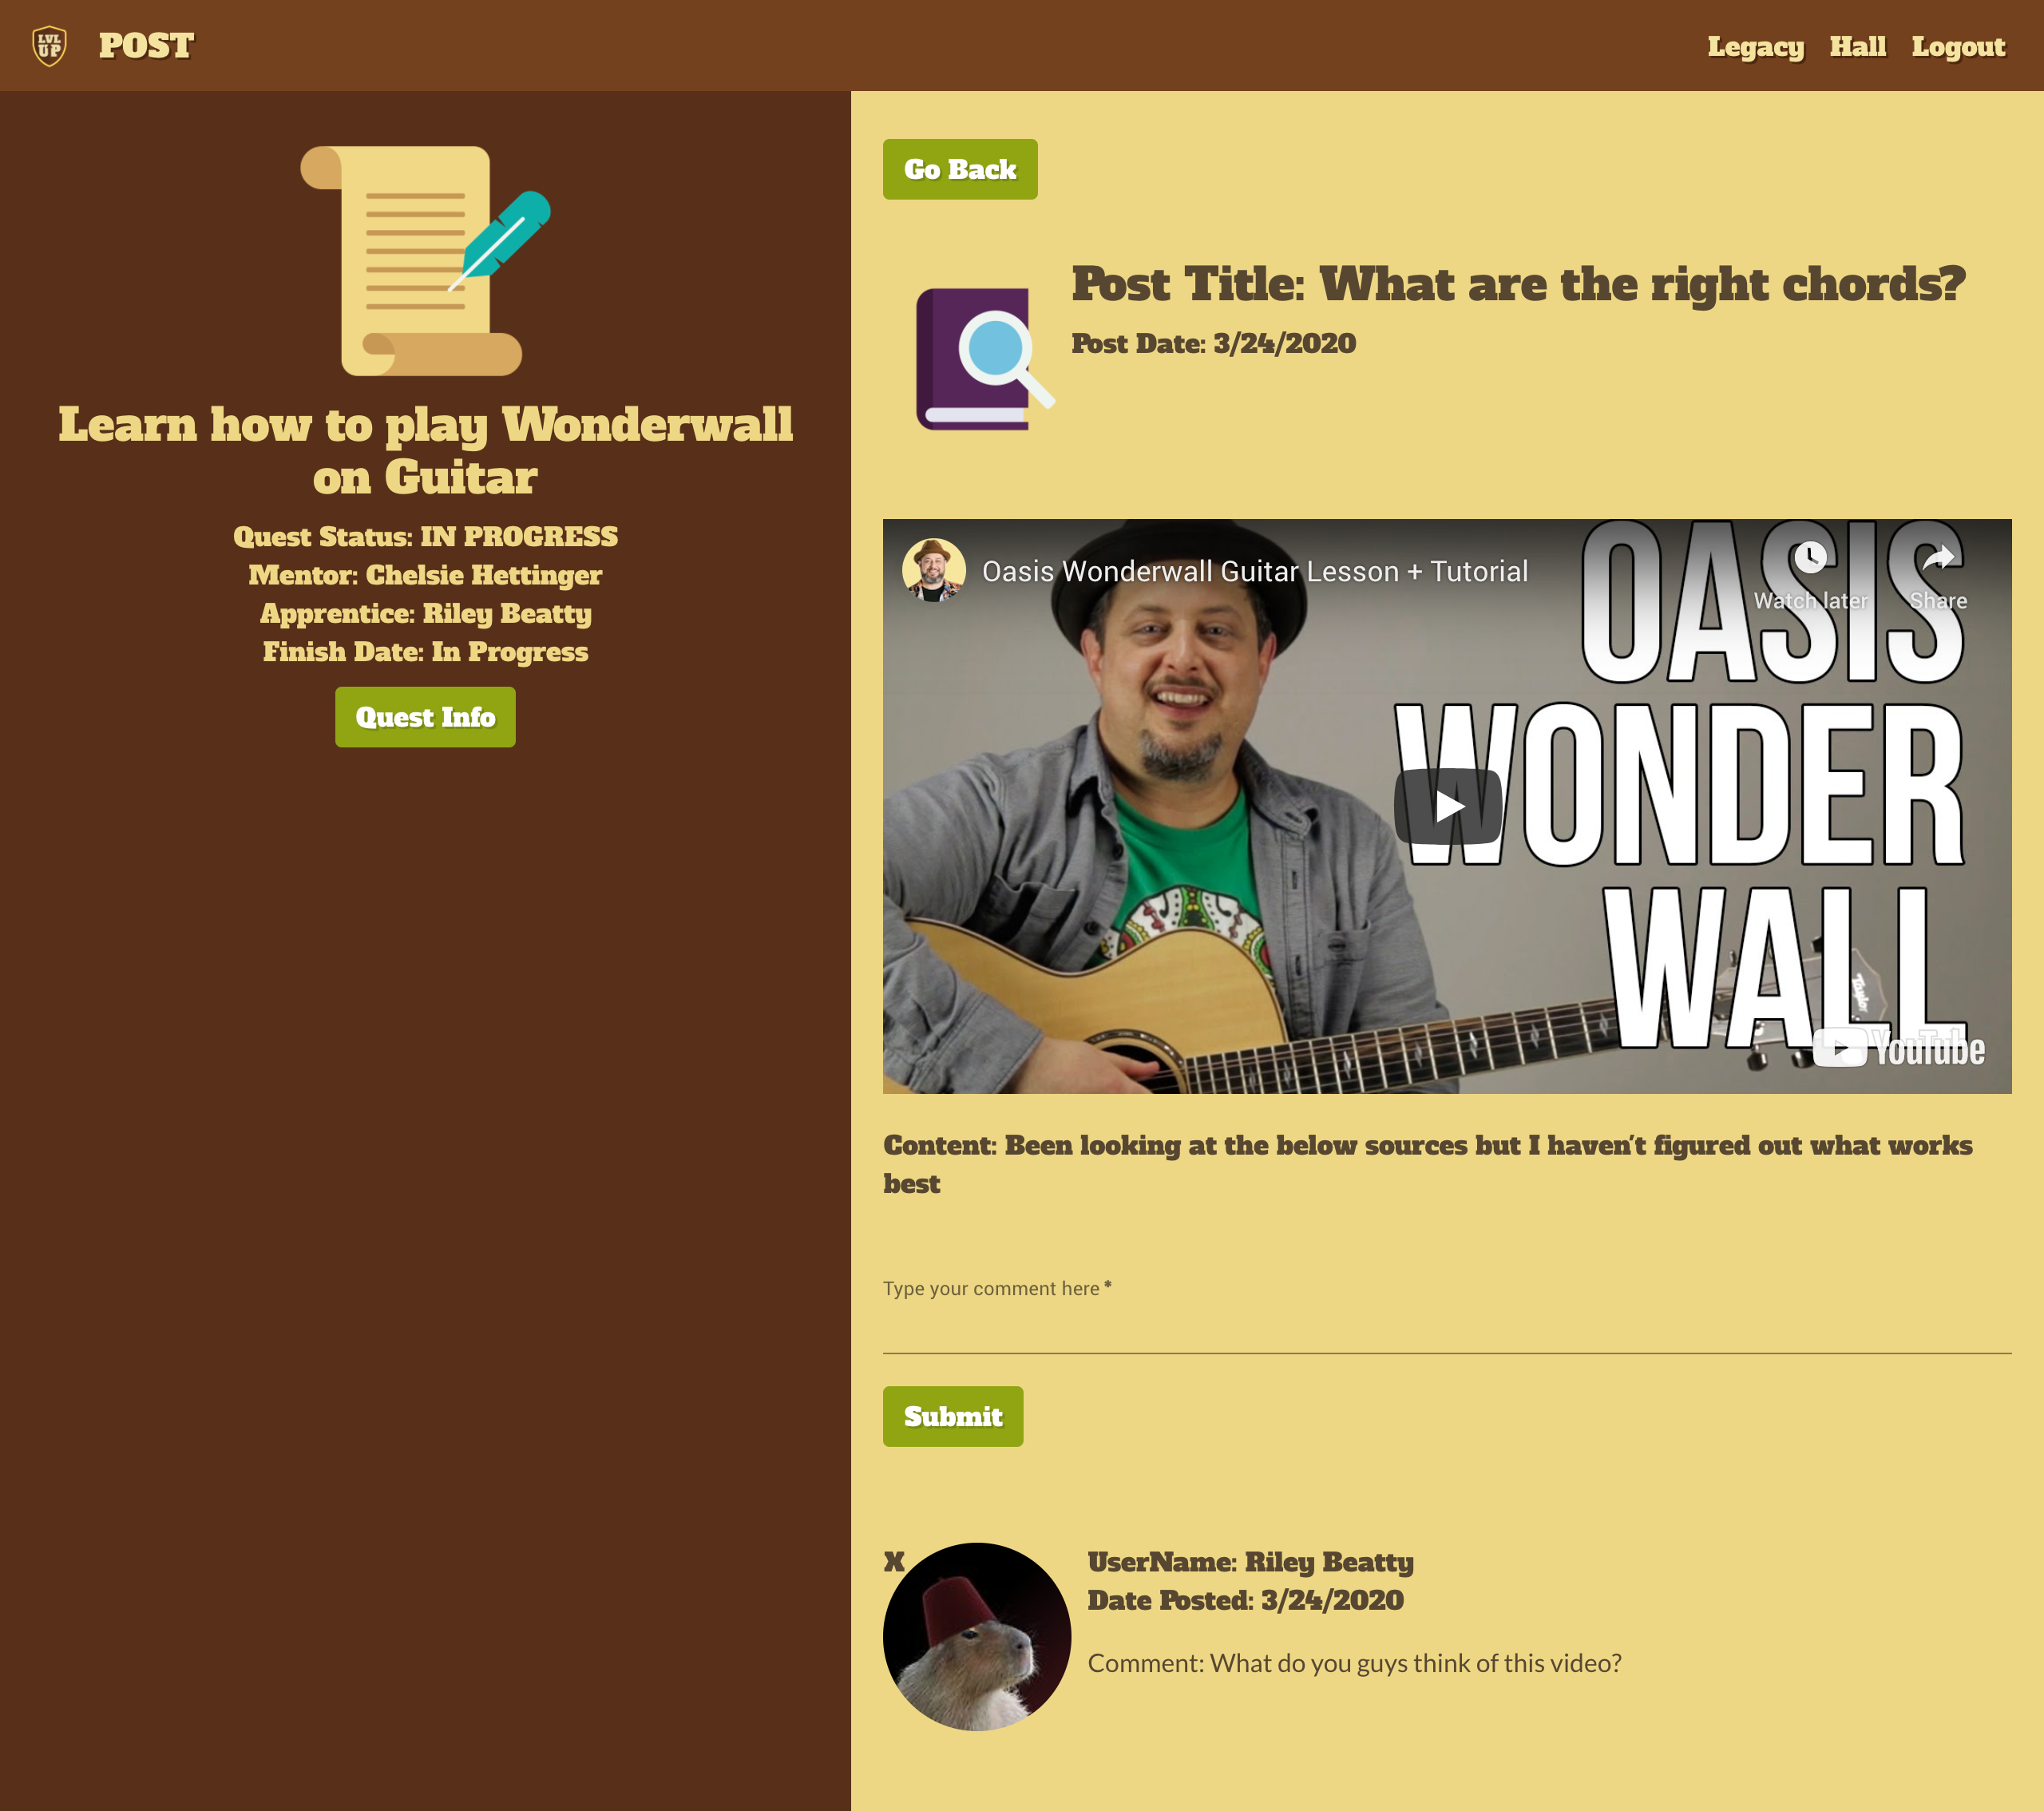 LVL
UP
POST
Legacy
Hall
Logout
Learn how to play Wonderwall
on Guitar
Quest Status: IN PROGRESS
Mentor: Chelsie Hettinger
Apprentice: Riley Beatty
Finish Date: In Progress
Quest Info
Go Back
Post Title: What are the right chords?
Post Date: 3/24/2020
Oasis Wonderwall Guitar Lesson + Tutorial
Watch later
Share
OASIS
WONDER
WALL
Taylor
YouTube
Content: Been looking at the below sources but I haven't figured out what works
best
Type your comment here *
Submit
X
UserName: Riley Beatty
Date Posted: 3/24/2020
Comment: What do you guys think of this video?